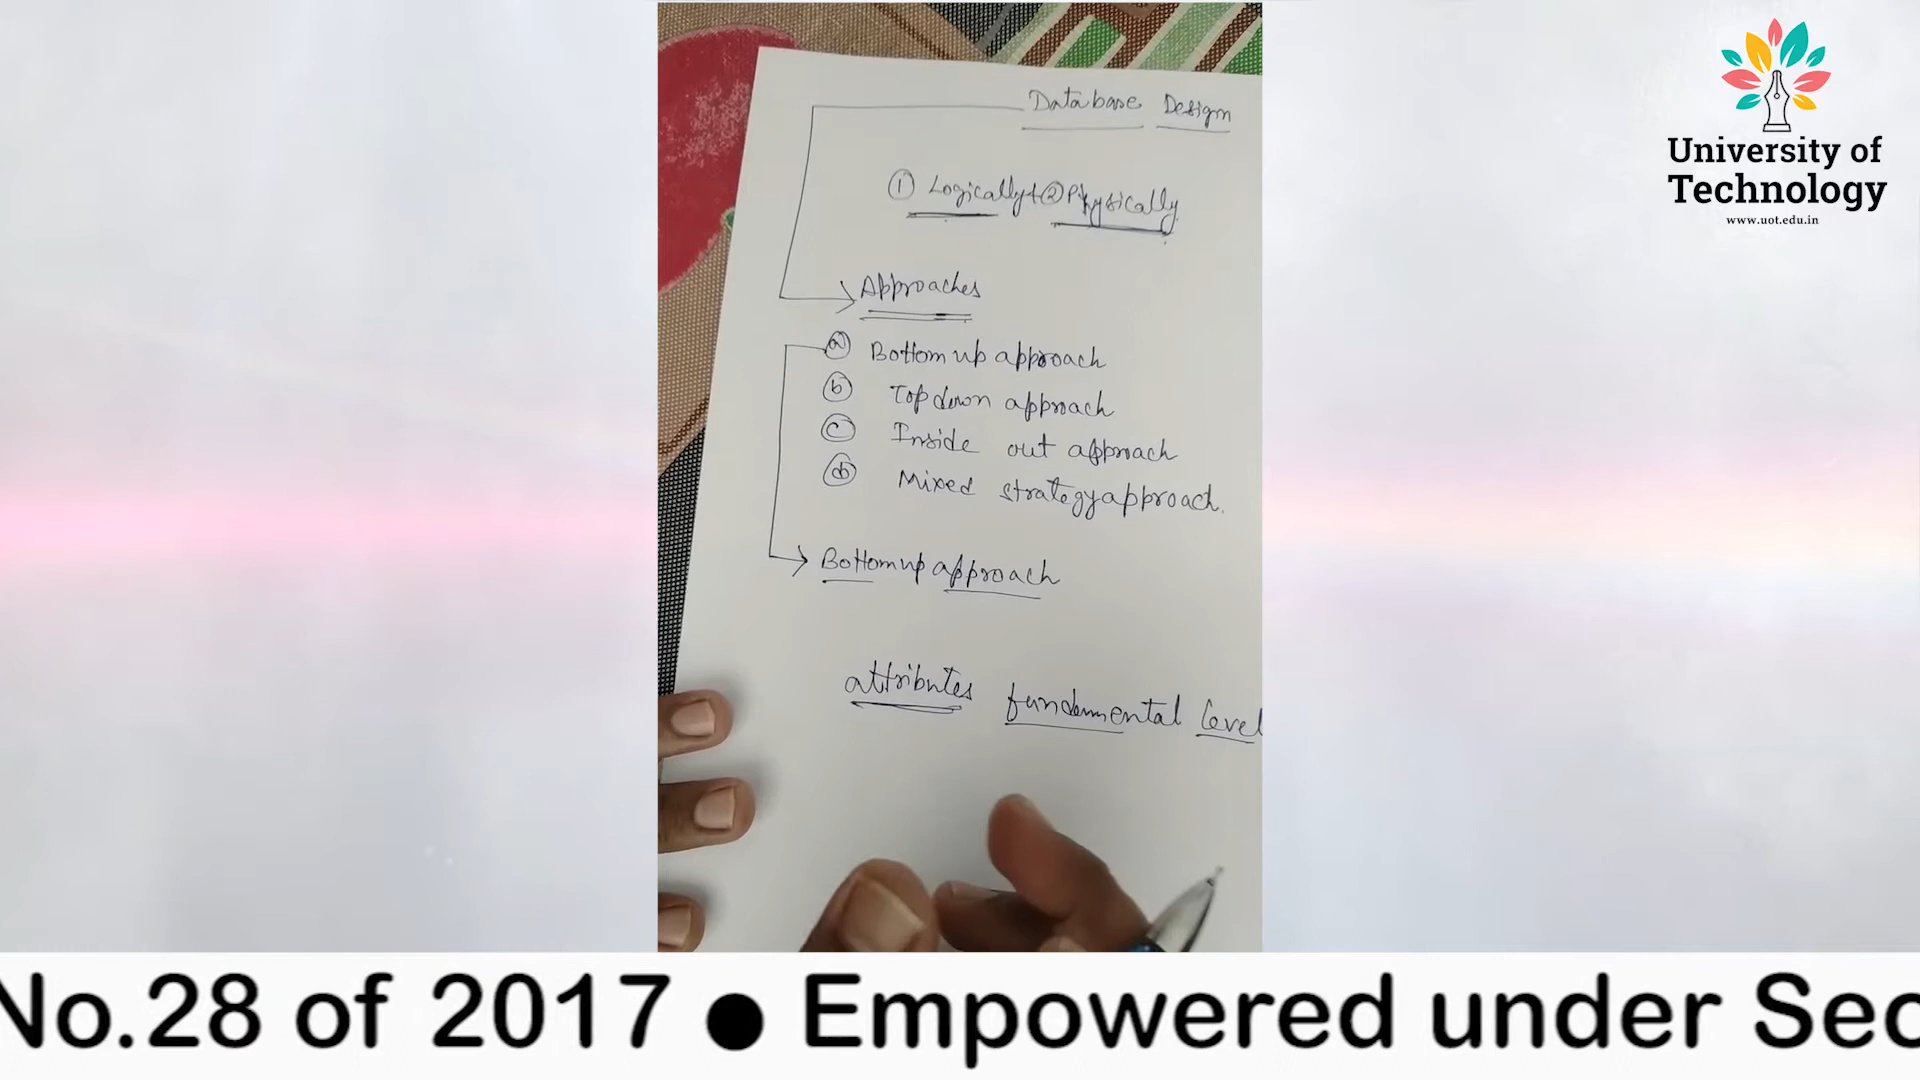 Database Design
① Logically + ② Physically
Approaches
ⓐ Bottom up approach
ⓑ Top down approach
ⓒ Inside out approach
ⓓ Mixed strategy approach.
Bottom up approach
attributes fundamental level
University of
Technology
www.uot.edu.in
No.28 of 2017 ● Empowered under Sec